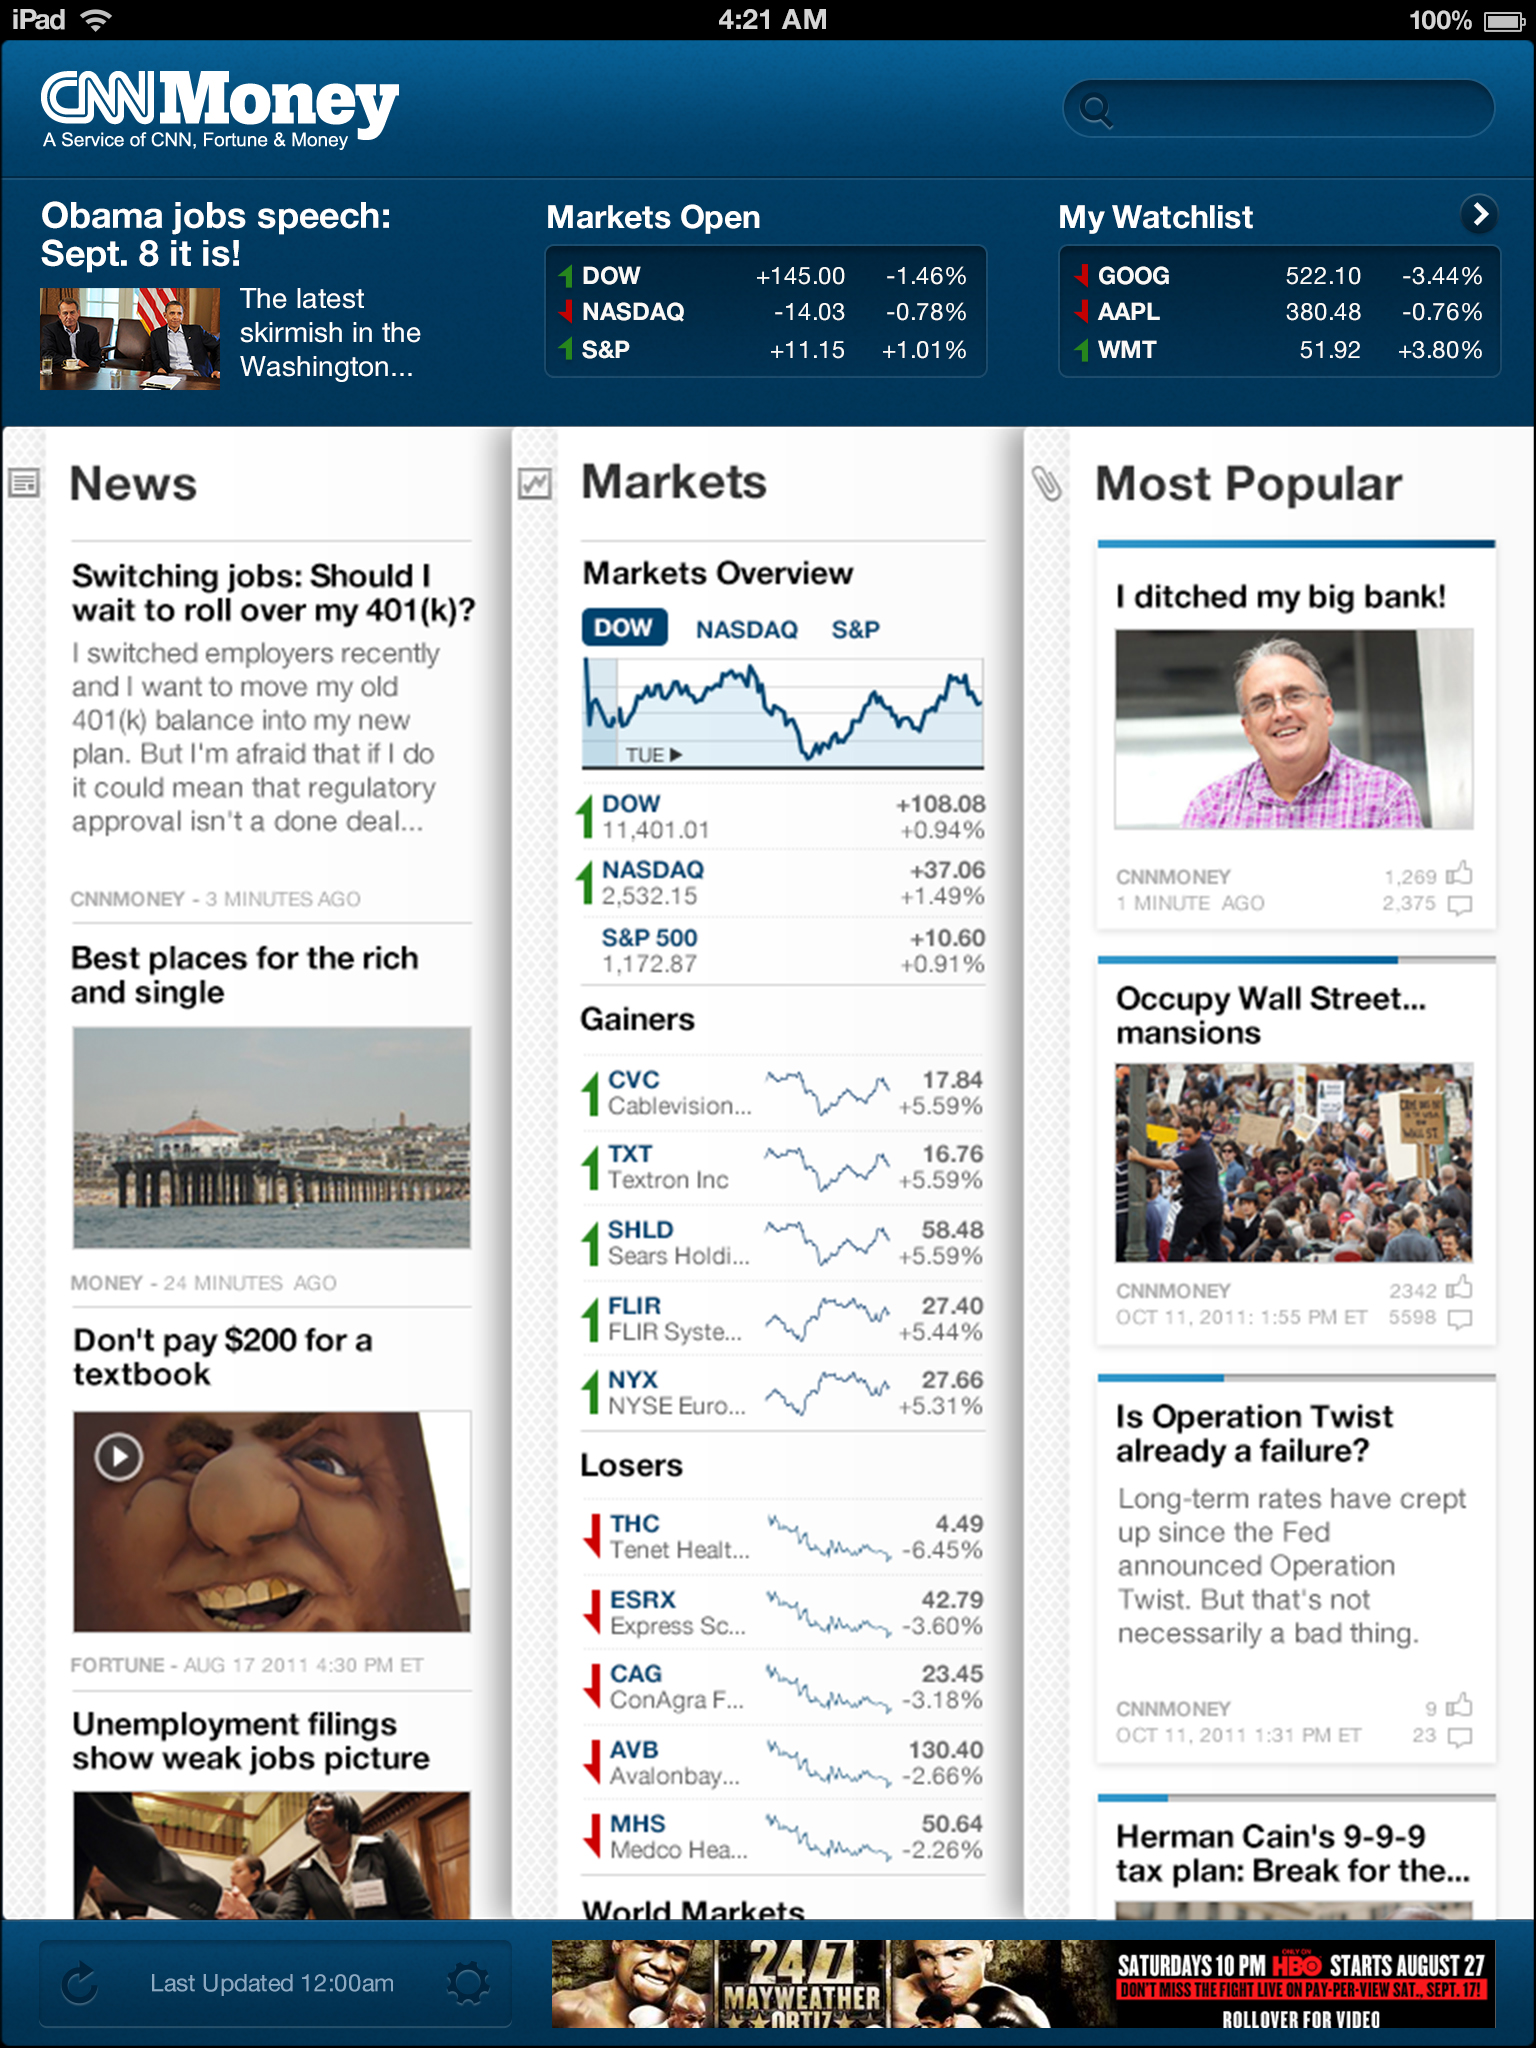 iPad
4:21 AM
100%
CNNMoney
A Service of CNN, Fortune & Money
Obama jobs speech:
Sept. 8 it is!
The latest
skirmish in the
Washington...
Markets Open
DOW +145.00 -1.46%
NASDAQ -14.03 -0.78%
S&P +11.15 +1.01%
My Watchlist
GOOG 522.10 -3.44%
AAPL 380.48 -0.76%
WMT 51.92 +3.80%
News
Switching jobs: Should I
wait to roll over my 401(k)?
I switched employers recently
and I want to move my old
401(k) balance into my new
plan. But I'm afraid that if I do
it could mean that regulatory
approval isn't a done deal...
CNNMONEY - 3 MINUTES AGO
Best places for the rich
and single
MONEY - 24 MINUTES AGO
Don't pay $200 for a
textbook
FORTUNE - AUG 17 2011 4:30 PM ET
Unemployment filings
show weak jobs picture
Markets
Markets Overview
DOW NASDAQ S&P
TUE
DOW +108.08
11,401.01 +0.94%
NASDAQ +37.06
2,532.15 +1.49%
S&P 500 +10.60
1,172.87 +0.91%
Gainers
CVC 17.84
Cablevision... +5.59%
TXT 16.76
Textron Inc +5.59%
SHLD 58.48
Sears Holdi... +5.59%
FLIR 27.40
FLIR Syste... +5.44%
NYX 27.66
NYSE Euro... +5.31%
Losers
THC 4.49
Tenet Healt... -6.45%
ESRX 42.79
Express Sc... -3.60%
CAG 23.45
ConAgra F... -3.18%
AVB 130.40
Avalonbay... -2.66%
MHS 50.64
Medco Hea... -2.26%
World Markets
Most Popular
I ditched my big bank!
CNNMONEY 1,269
1 MINUTE AGO 2,375
Occupy Wall Street...
mansions
WALL ST.
CNNMONEY 2342
OCT 11, 2011: 1:55 PM ET 5598
Is Operation Twist
already a failure?
Long-term rates have crept
up since the Fed
announced Operation
Twist. But that's not
necessarily a bad thing.
CNNMONEY 9
OCT 11, 2011 1:31 PM ET 23
Herman Cain's 9-9-9
tax plan: Break for the...
Last Updated 12:00am
24/7
MAYWEATHER
ORTIZ
SATURDAYS 10 PM ONLY ON HBO STARTS AUGUST 27
DON'T MISS THE FIGHT LIVE ON PAY-PER-VIEW SAT., SEPT. 17!
ROLLOVER FOR VIDEO